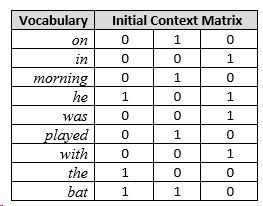 Vocabulary Initial Context Matrix
on 0 1 0
in 0 0 1
morning 0 1 0
he 1 0 1
was 0 0 1
played 0 1 0
with 0 0 1
the 1 0 0
bat 1 1 0